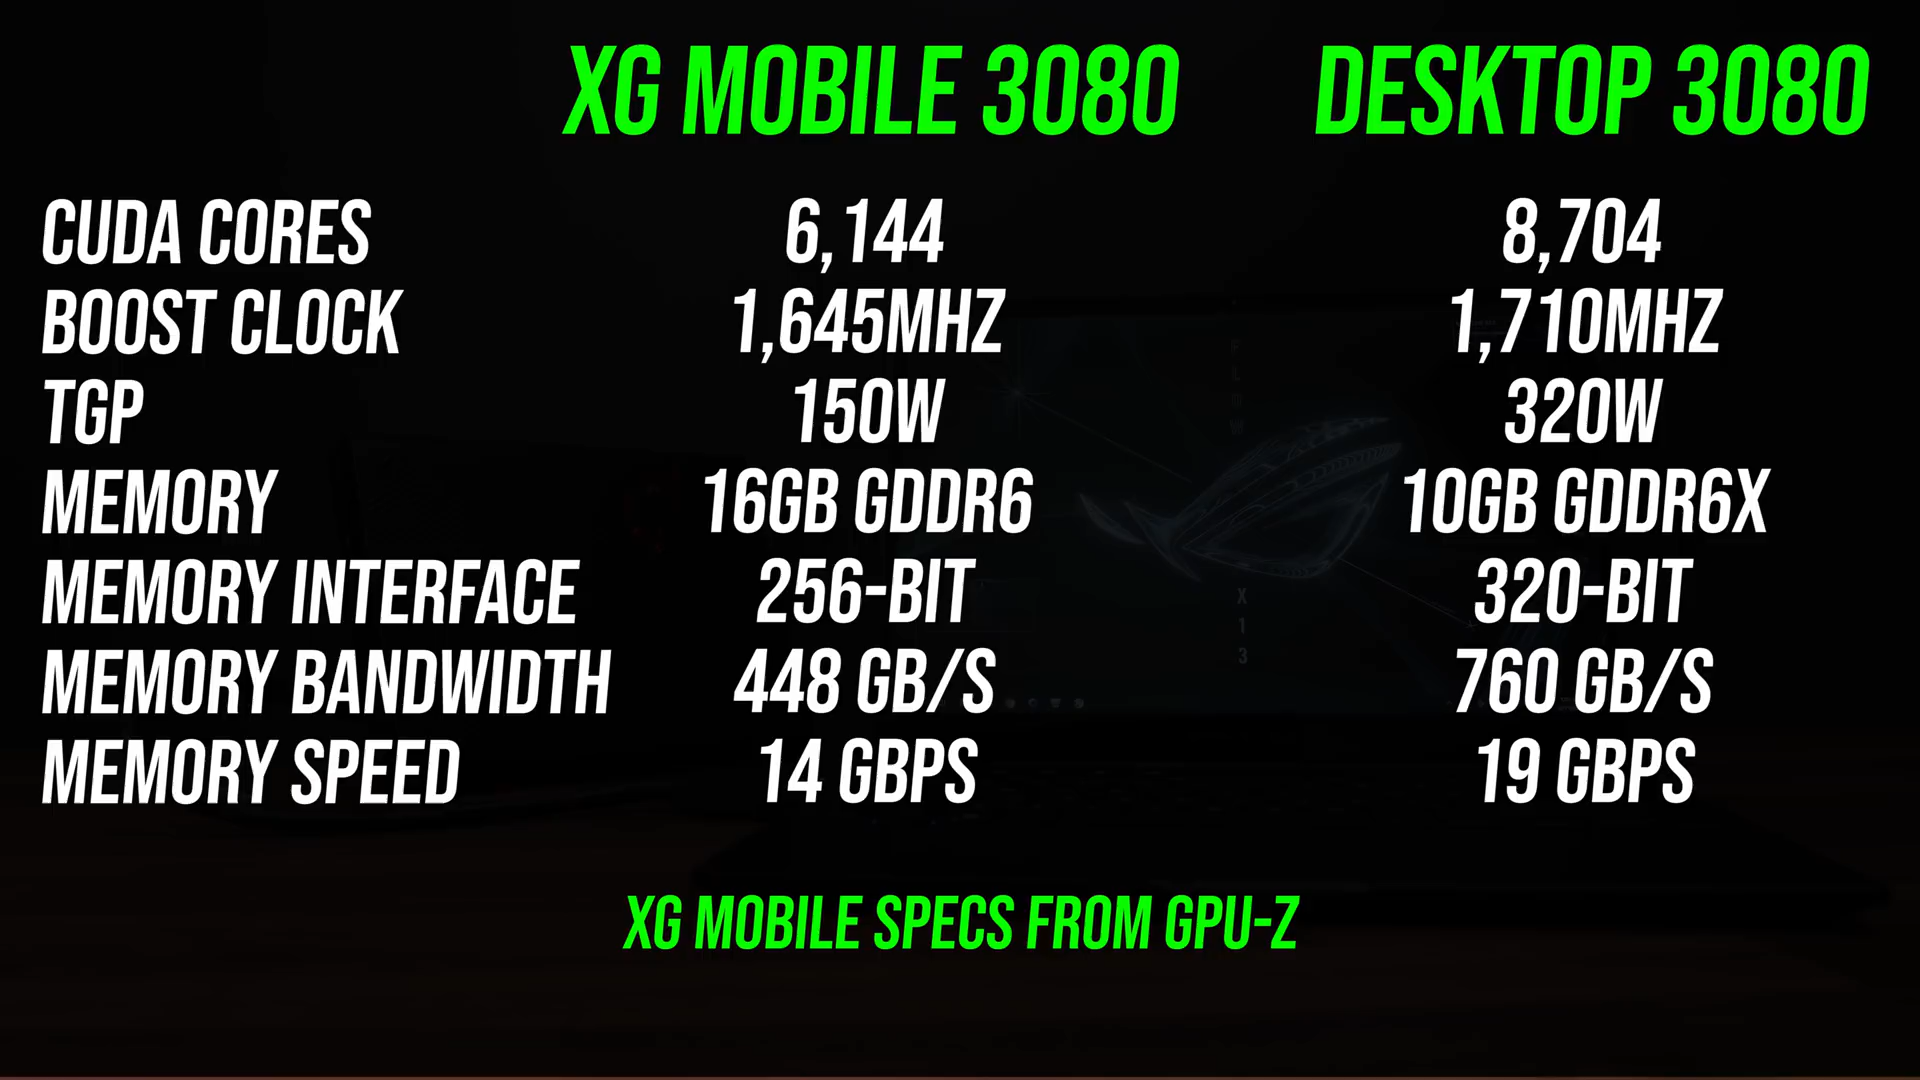 XG MOBILE 3080 DESKTOP 3080
CUDA CORES 6,144 8,704
BOOST CLOCK 1,645MHZ 1,710MHZ
TGP 150W 320W
MEMORY 16GB GDDR6 10GB GDDR6X
MEMORY INTERFACE 256-BIT 320-BIT
MEMORY BANDWIDTH 448 GB/S 760 GB/S
MEMORY SPEED 14 GBPS 19 GBPS
XG MOBILE SPECS FROM GPU-Z
X
1
3